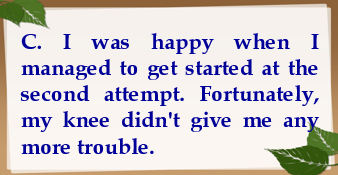 C. I was happy when I
managed to get started at the
second attempt. Fortunately,
my knee didn't give me any
more trouble.